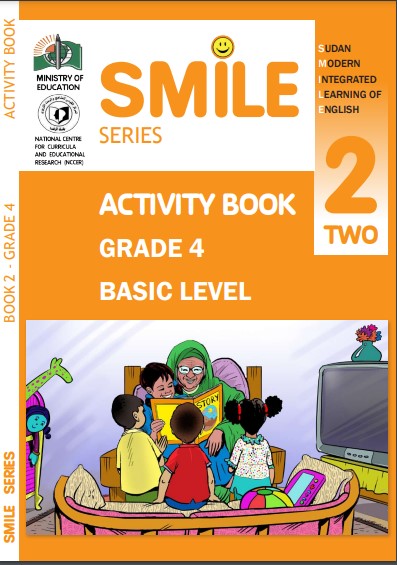 ACTIVITY BOOK
BOOK 2 - GRADE 4
SMILE SERIES
MINISTRY OF
EDUCATION
NATIONAL CENTRE
FOR CURRICULA
AND EDUCATIONAL
RESEARCH (NCCER)
SMILE
SERIES
SUDAN
MODERN
INTEGRATED
LEARNING OF
ENGLISH
2
TWO
ACTIVITY BOOK
GRADE 4
BASIC LEVEL
STORY